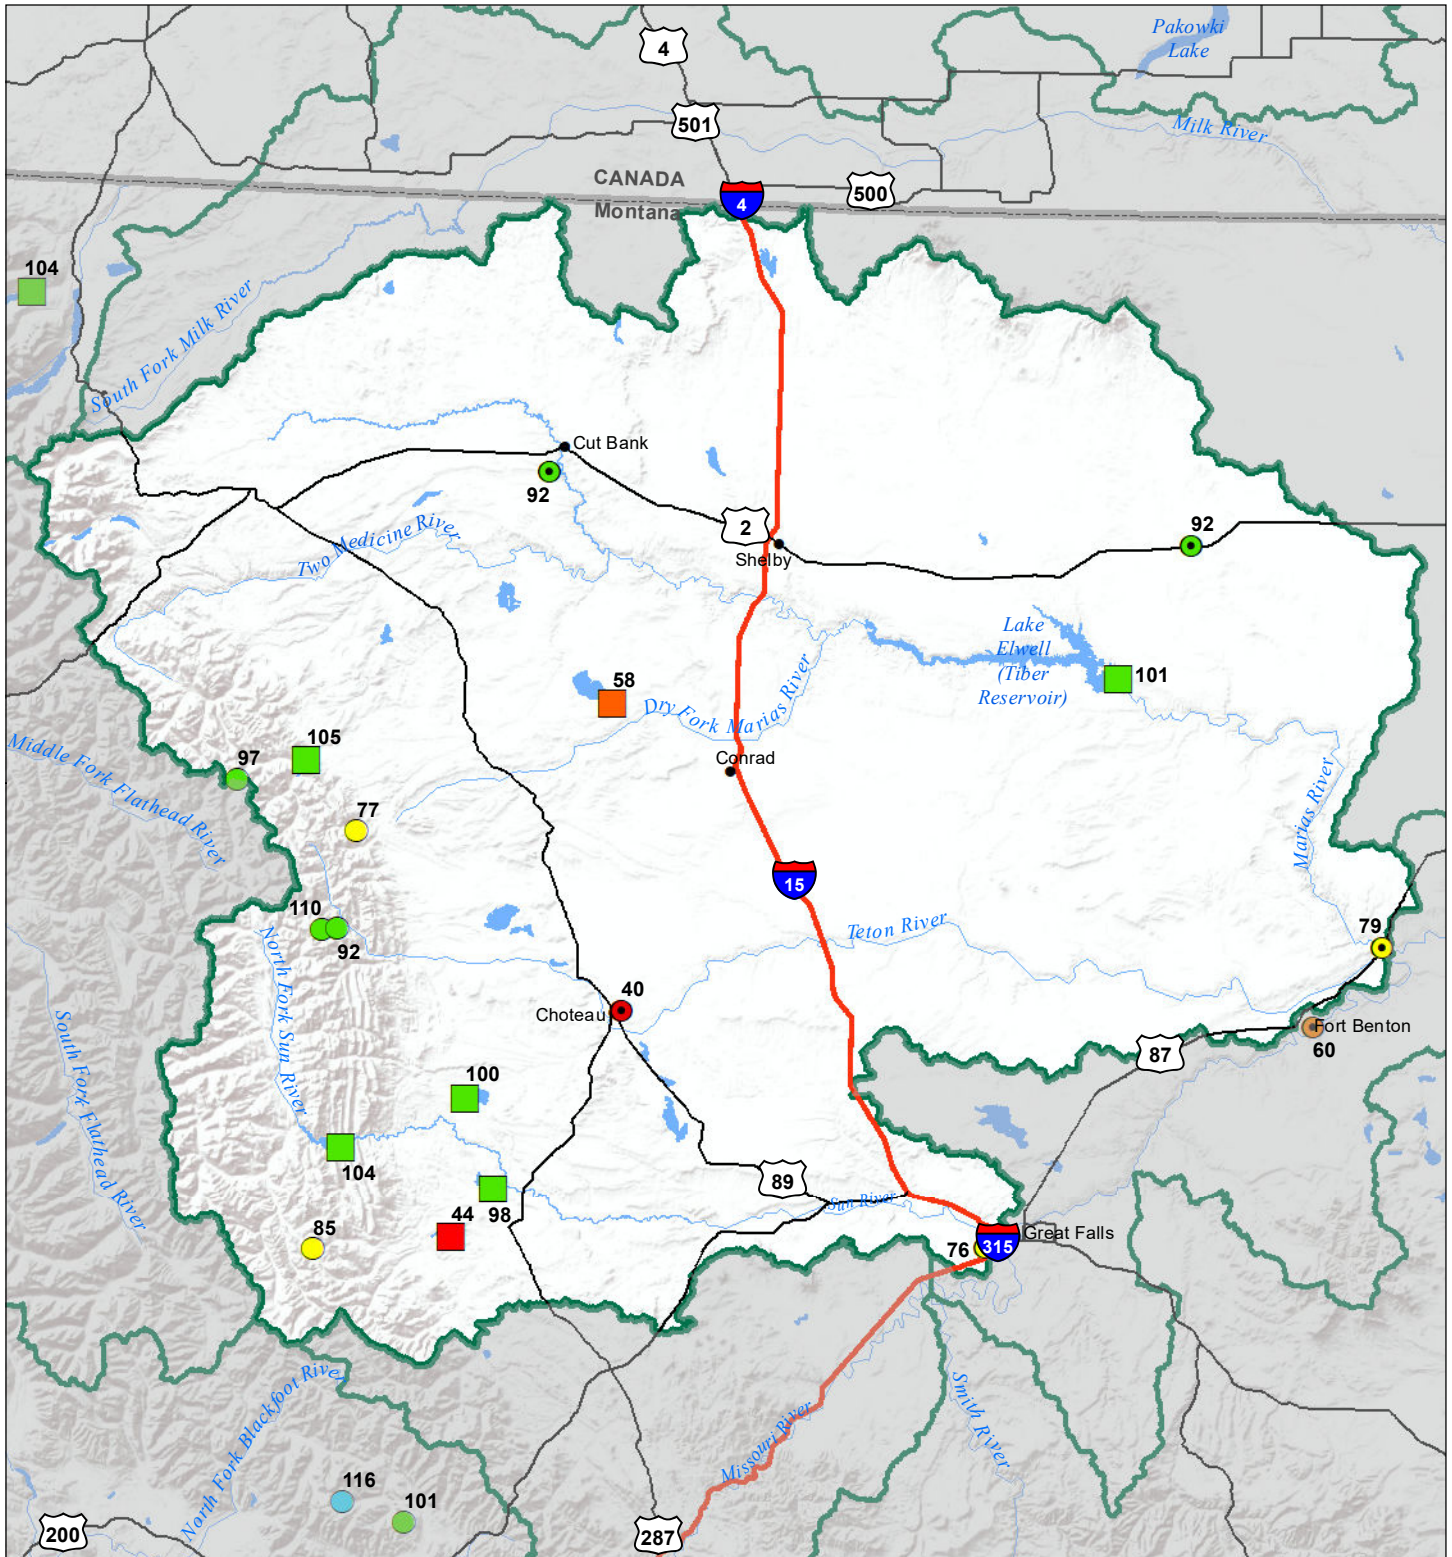 Pakowki
Lake
4
501
Milk River
CANADA
500
4
Montana
104
South Fork Milk River
Cut Bank
92
2
92
Two Medicine River
Shelby
Lake
Elwell
(Tiber
Reservoir)
101
58
Dry Fork Marias River
105
97
Middle Fork Flathead River
Conrad
77
Marias River
15
110
92
Teton River
79
North Fork Sun River
40
Choteau
Fort Benton
60
87
South Fork Flathead River
100
104
89
98
Sun River
44
85
76
315
Great Falls
North Fork Blackfoot River
Smith River
Missouri River
116
101
200
287